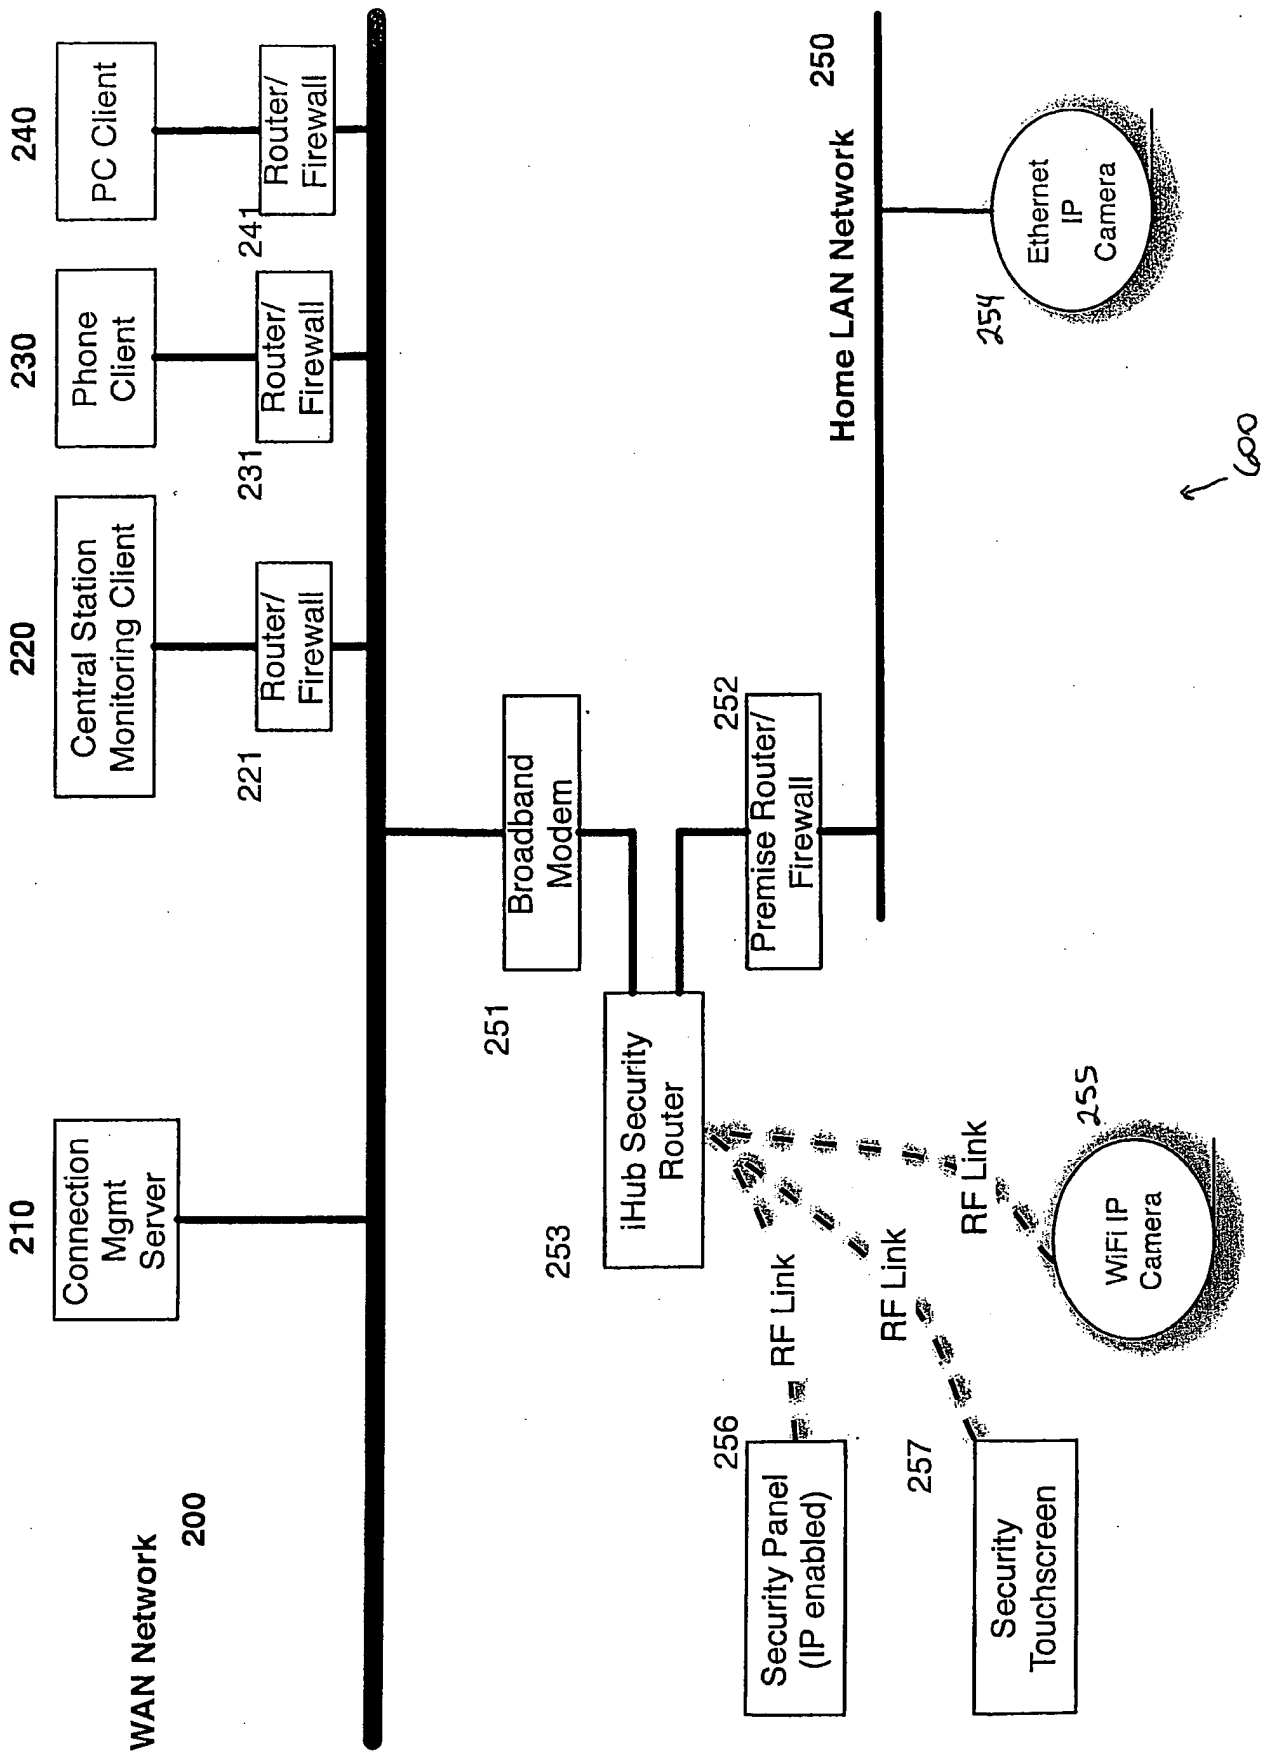 WAN Network
200
210
Connection
Mgmt
Server
220
Central Station
Monitoring Client
221
Router/
Firewall
230
Phone
Client
231
Router/
Firewall
240
PC Client
241
Router/
Firewall
251
Broadband
Modem
253
iHub Security
Router
252
Premise Router/
Firewall
Home LAN Network
250
RF Link
RF Link
RF Link
256
Security Panel
(IP enabled)
257
Security
Touchscreen
255
WiFi IP
Camera
254
Ethernet
IP
Camera
600